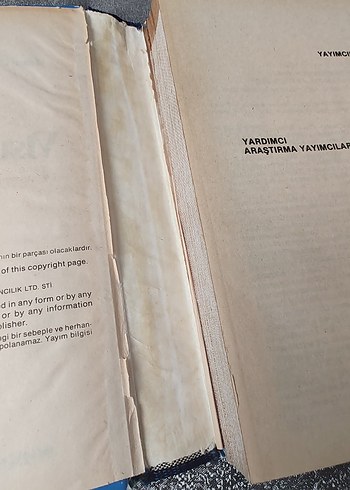 nın bir parçası olacaklardır.
of this copyright page.
NCILIK LTD. STİ
d in any form or by any
or by any information
lisher.
gi bir sebeple ve herhan-
polanamaz. Yayım bilgisi
YAYIMCI
YARDIMCI
ARAŞTIRMA YAYIMCILAR